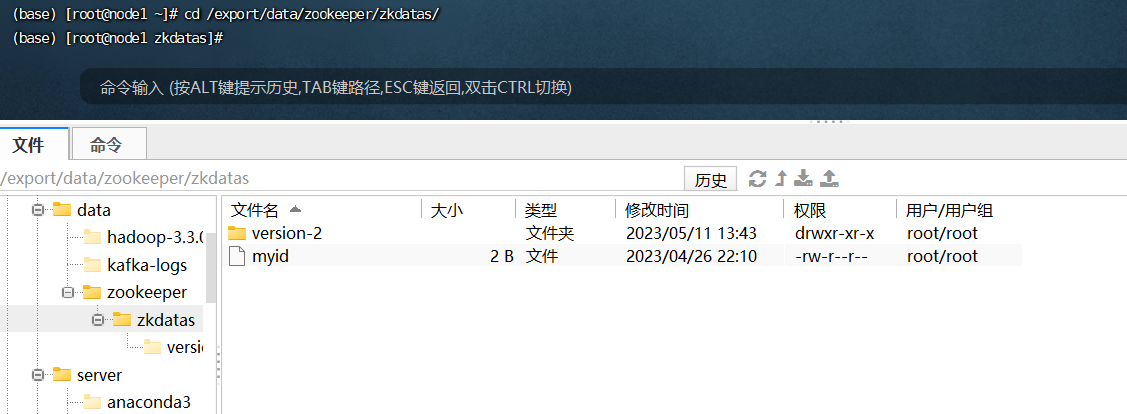 (base) [root@node1 ~]# cd /export/data/zookeeper/zkdatas/
(base) [root@node1 zkdatas]#
命令输入 (按ALT键提示历史,TAB键路径,ESC键返回,双击CTRL切换)
文件 命令
/export/data/zookeeper/zkdatas 历史
data
hadoop-3.3.0
kafka-logs
zookeeper
zkdatas
versio
server
anaconda3
文件名 大小 类型 修改时间 权限 用户/用户组
version-2 文件夹 2023/05/11 13:43 drwxr-xr-x root/root
myid 2 B 文件 2023/04/26 22:10 -rw-r--r-- root/root